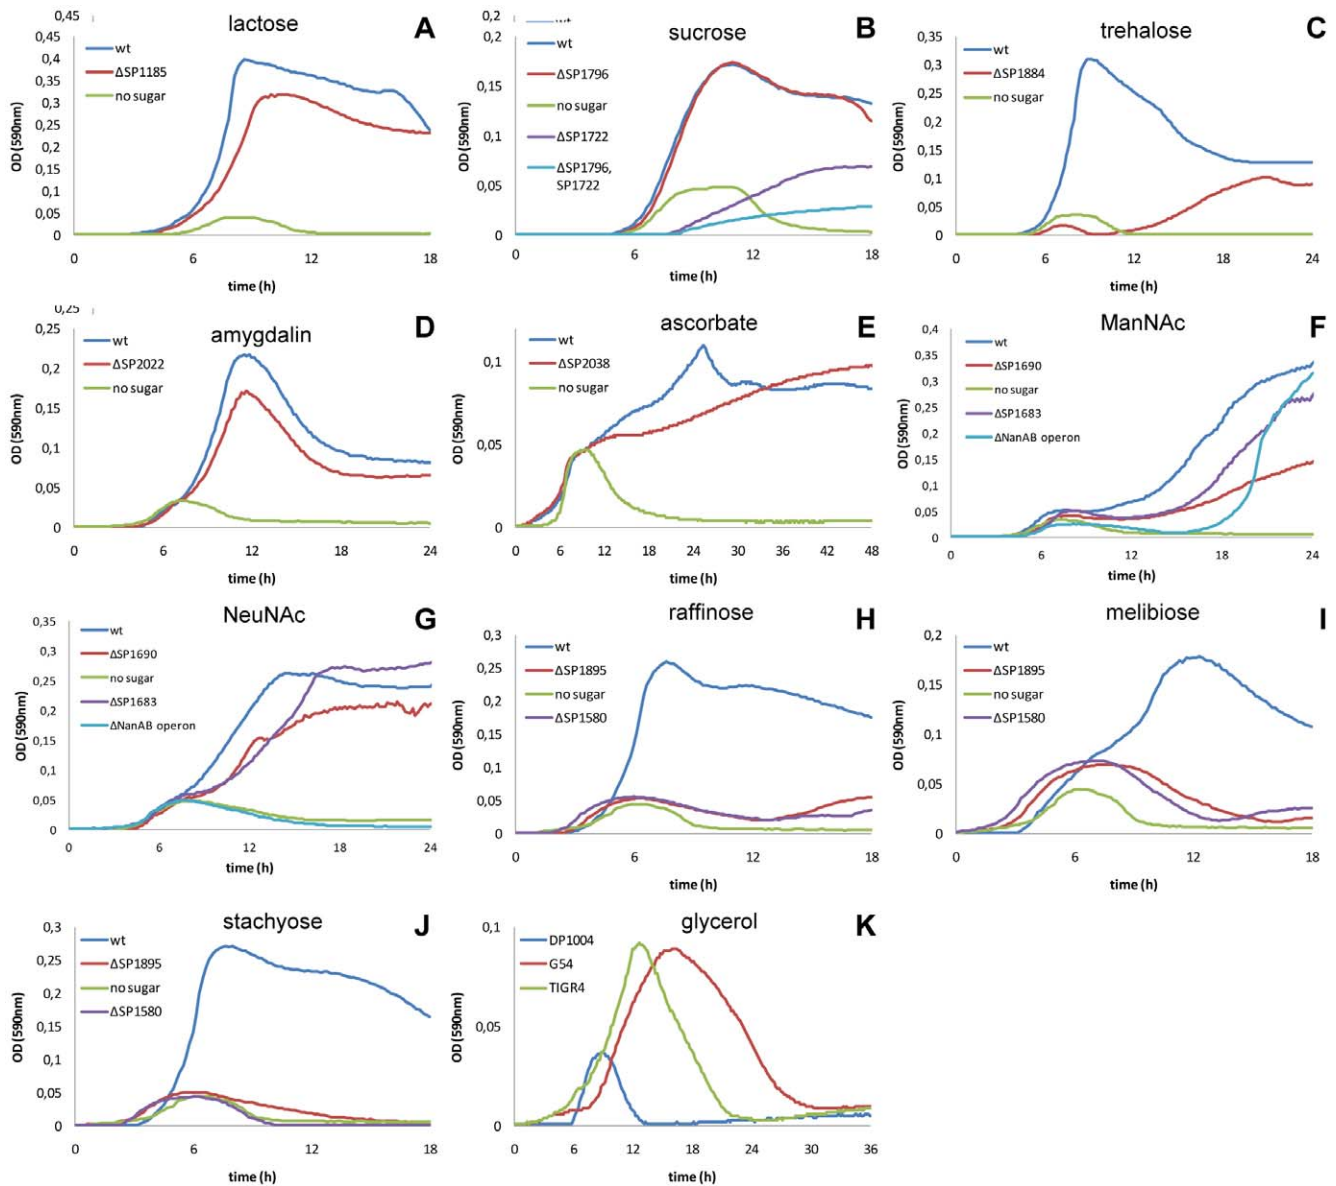 0,45
lactose
A
0,45
wt
ΔSP1185
no sugar
0,4
0,35
0,3
0,25
0,2
0,15
0,1
0,05
0
OD (590nm)
0 6 12 18
time (h)
0,2
sucrose
B
0,2
wt
ΔSP1796
no sugar
ΔSP1722
ΔSP1796,
SP1722
0,15
0,1
0,05
0
OD (590nm)
0 6 12 18
time (h)
trehalose
C
0,35
wt
ΔSP1884
no sugar
0,3
0,25
0,2
0,15
0,1
0,05
0
OD (590nm)
0 6 12 18 24
time (h)
0,25
amygdalin
D
0,25
wt
ΔSP2022
no sugar
0,2
0,15
0,1
0,05
0
OD (590nm)
0 6 12 18 24
time (h)
ascorbate
E
wt
ΔSP2038
no sugar
0,1
0,05
0
OD (590nm)
0 6 12 18 24 30 36 42 48
time (h)
ManNAc
F
0,4
wt
ΔSP1690
no sugar
ΔSP1683
ΔNanAB operon
0,35
0,3
0,25
0,2
0,15
0,1
0,05
0
OD (590nm)
0 6 12 18 24
time (h)
NeuNAc
G
0,35
wt
ΔSP1690
no sugar
ΔSP1683
ΔNanAB operon
0,3
0,25
0,2
0,15
0,1
0,05
0
OD (590nm)
0 6 12 18 24
time (h)
raffinose
H
0,3
wt
ΔSP1895
no sugar
ΔSP1580
0,25
0,2
0,15
0,1
0,05
0
OD (590nm)
0 6 12 18
time (h)
melibiose
I
0,2
wt
ΔSP1895
no sugar
ΔSP1580
0,15
0,1
0,05
0
OD (590nm)
0 6 12 18
time (h)
stachyose
J
0,3
wt
ΔSP1895
no sugar
ΔSP1580
0,25
0,2
0,15
0,1
0,05
0
OD (590nm)
0 6 12 18
time (h)
glycerol
K
0,1
DP1004
G54
TIGR4
0,05
0
OD (590nm)
0 6 12 18 24 30 36
time (h)